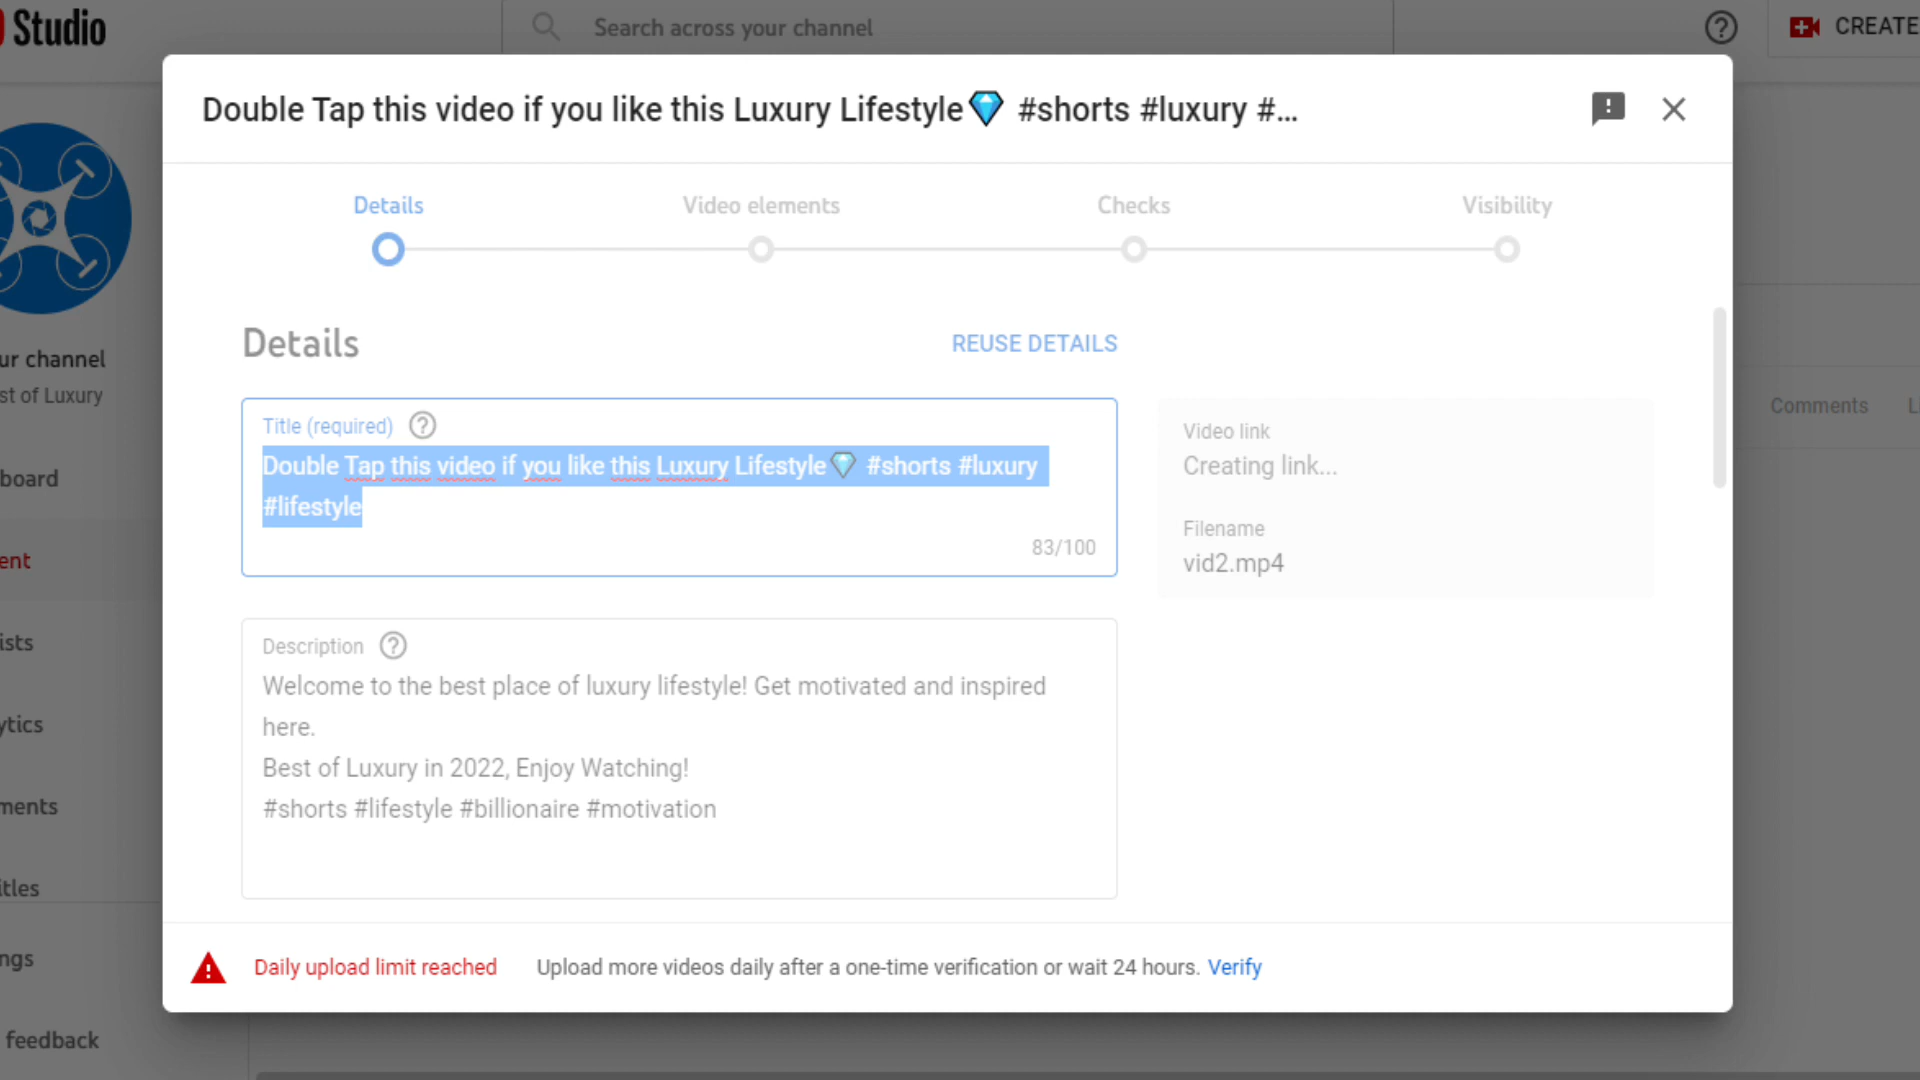 Studio
Search across your channel
CREATE
Double Tap this video if you like this Luxury Lifestyle💎 #shorts #luxury #...
Details
Video elements
Checks
Visibility
Details
REUSE DETAILS
Title (required)
Double Tap this video if you like this Luxury Lifestyle💎 #shorts #luxury
#lifestyle
83/100
Video link
Creating link...
Filename
vid2.mp4
Description
Welcome to the best place of luxury lifestyle! Get motivated and inspired
here.
Best of Luxury in 2022, Enjoy Watching!
#shorts #lifestyle #billionaire #motivation
Daily upload limit reached
Upload more videos daily after a one-time verification or wait 24 hours. Verify
ur channel
st of Luxury
board
ent
ists
ytics
ments
itles
ngs
feedback
Comments